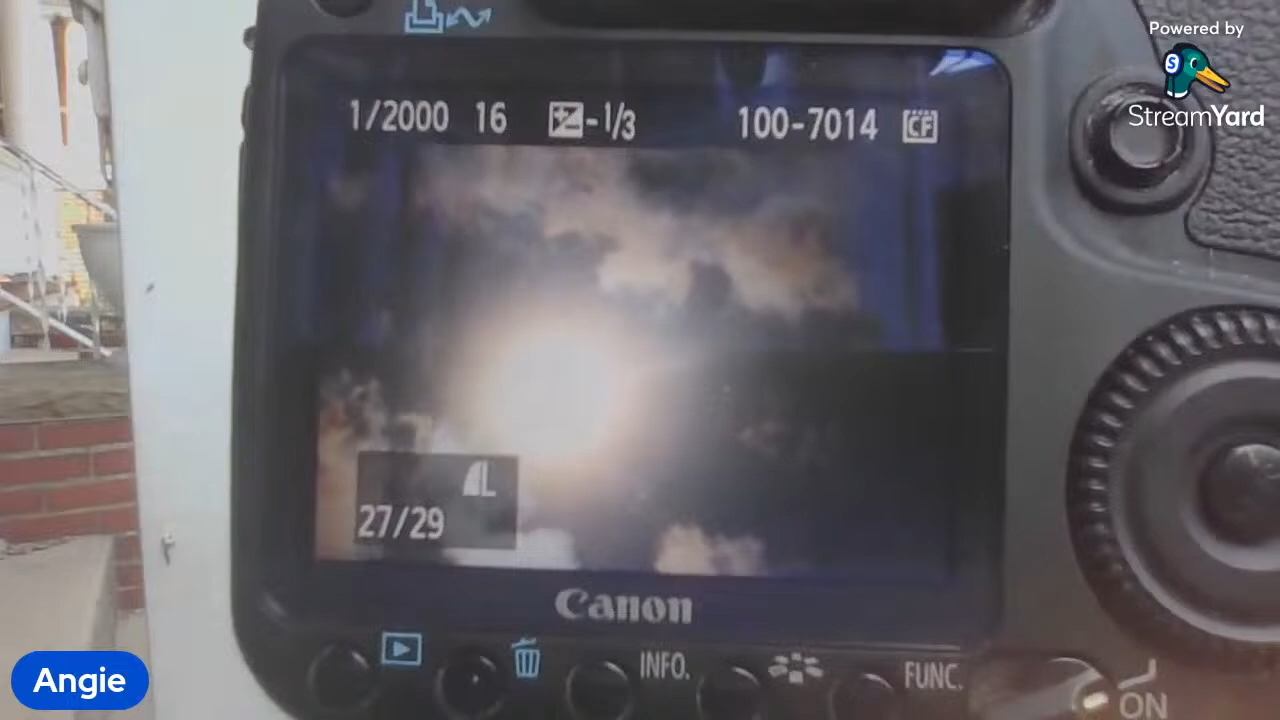 Powered by
StreamYard
1/2000 16 -1/3 100-7014 CF
L
27/29
Canon
INFO.
FUNC.
ON
Angie